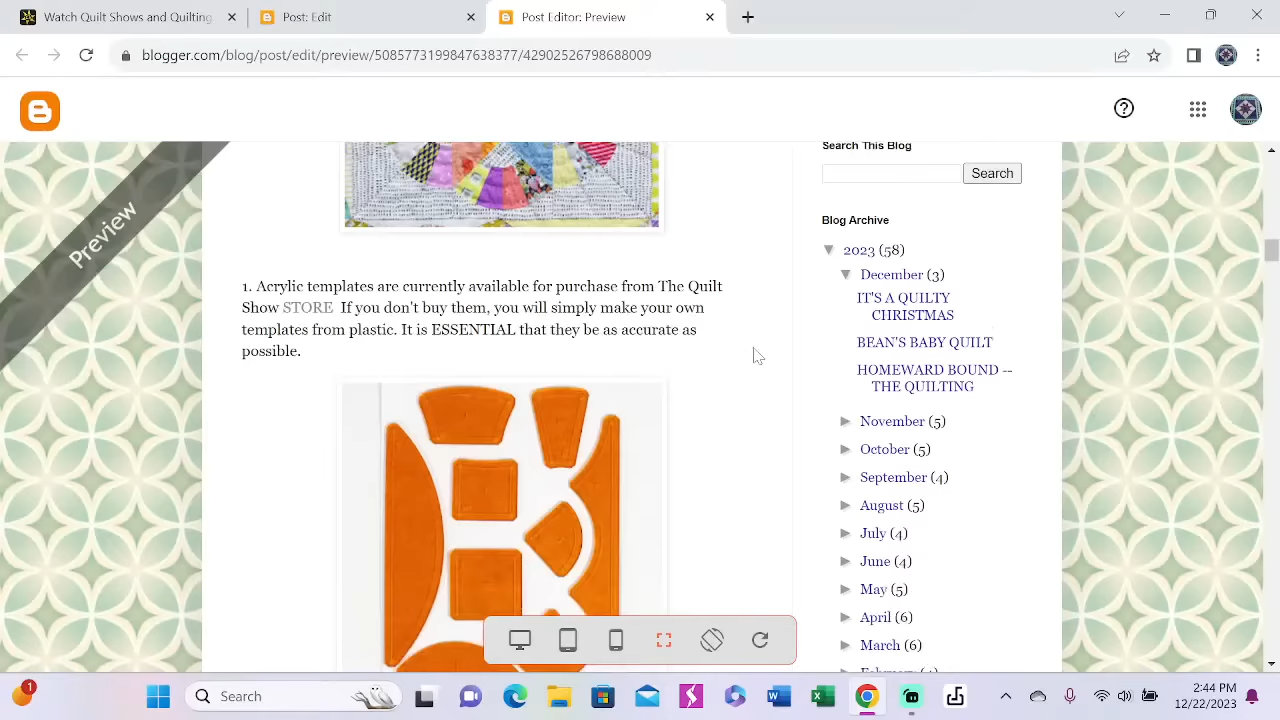 Watch Quilt Shows and Quilting
Post: Edit
Post Editor: Preview
blogger.com/blog/post/edit/preview/5085773199847638377/42902526798688009
Preview
Search This Blog
Search
Blog Archive
2023 (58)
December (3)
IT'S A QUILTY
CHRISTMAS
BEAN'S BABY QUILT
HOMEWARD BOUND --
THE QUILTING
November (5)
October (5)
September (4)
August (5)
July (4)
June (4)
May (5)
April (6)
March (6)
1. Acrylic templates are currently available for purchase from The Quilt
Show STORE  If you don't buy them, you will simply make your own
templates from plastic. It is ESSENTIAL that they be as accurate as
possible.
1
Search
2:44 PM
12/22/2023